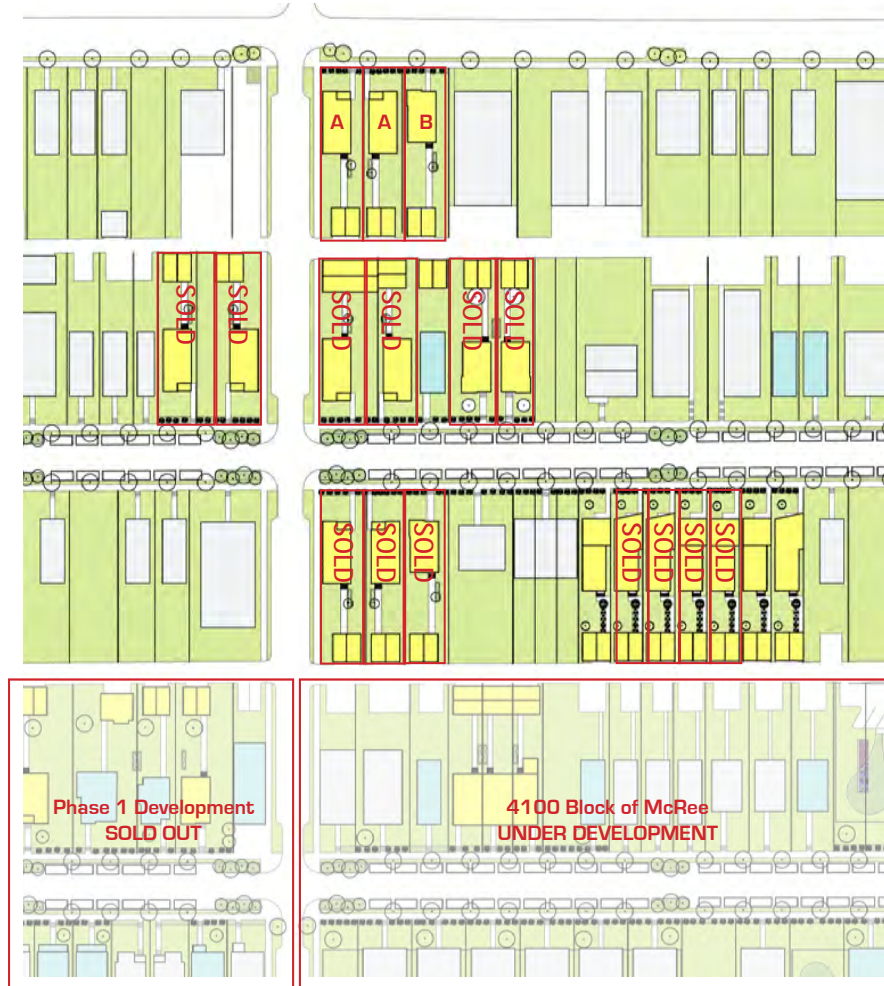 A
A
B
SOLD
SOLD
SOLD
SOLD
SOLD
SOLD
SOLD
SOLD
SOLD
SOLD
SOLD
SOLD
SOLD
Phase 1 Development
SOLD OUT
4100 Block of McRee
UNDER DEVELOPMENT